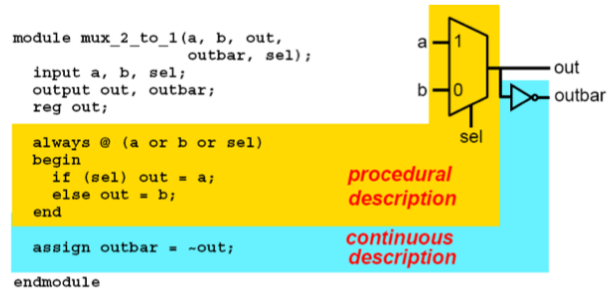 module mux_2_to_1(a, b, out,
outbar, sel);
input a, b, sel;
output out, outbar;
reg out;
always @ (a or b or sel)
begin
if (sel) out = a;
else out = b;
end
assign outbar = ~out;
endmodule
a
1
b
0
sel
out
outbar
procedural
description
continuous
description